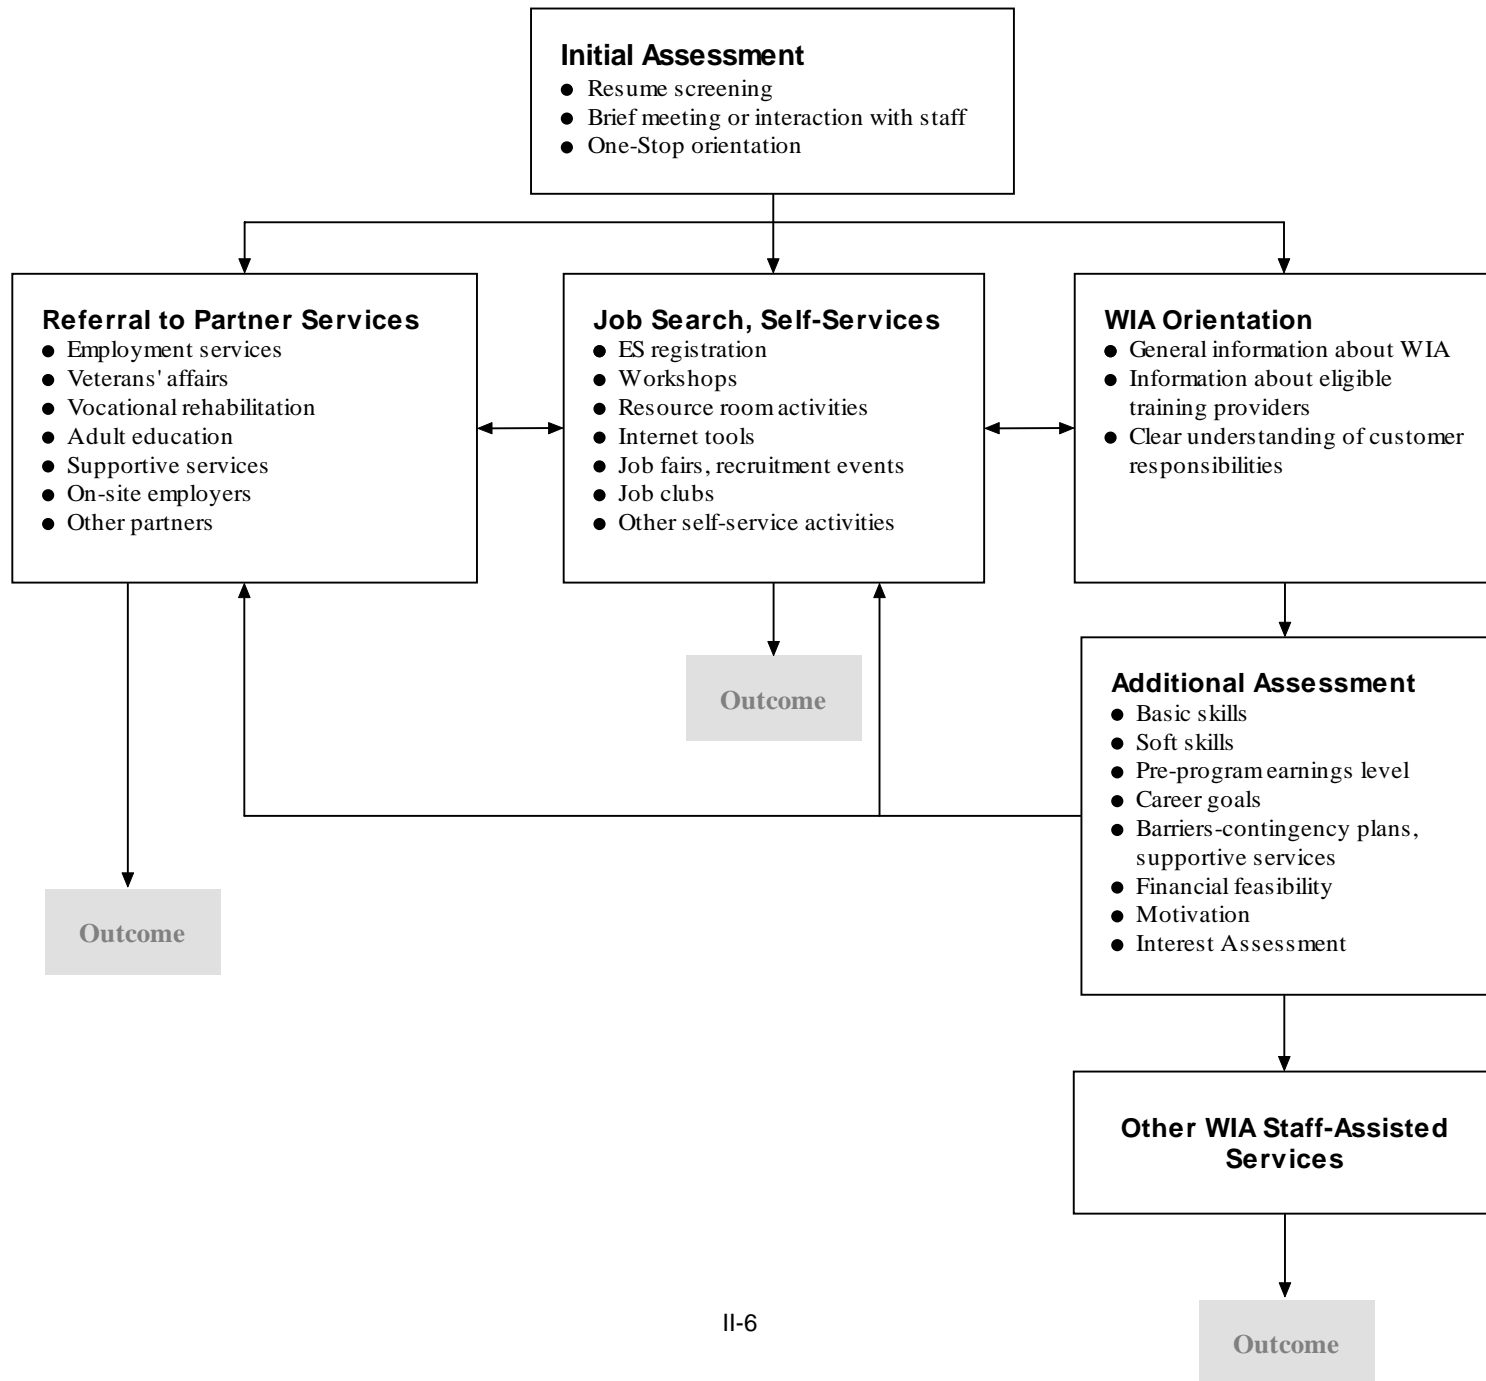 Initial Assessment
● Resume screening
● Brief meeting or interaction with staff
● One-Stop orientation
Referral to Partner Services
● Employment services
● Veterans' affairs
● Vocational rehabilitation
● Adult education
● Supportive services
● On-site employers
● Other partners
Job Search, Self-Services
● ES registration
● Workshops
● Resource room activities
● Internet tools
● Job fairs, recruitment events
● Job clubs
● Other self-service activities
WIA Orientation
● General information about WIA
● Information about eligible
training providers
● Clear understanding of customer
responsibilities
Outcome
Additional Assessment
● Basic skills
● Soft skills
● Pre-program earnings level
● Career goals
● Barriers-contingency plans,
supportive services
● Financial feasibility
● Motivation
● Interest Assessment
Outcome
Other WIA Staff-Assisted
Services
II-6
Outcome